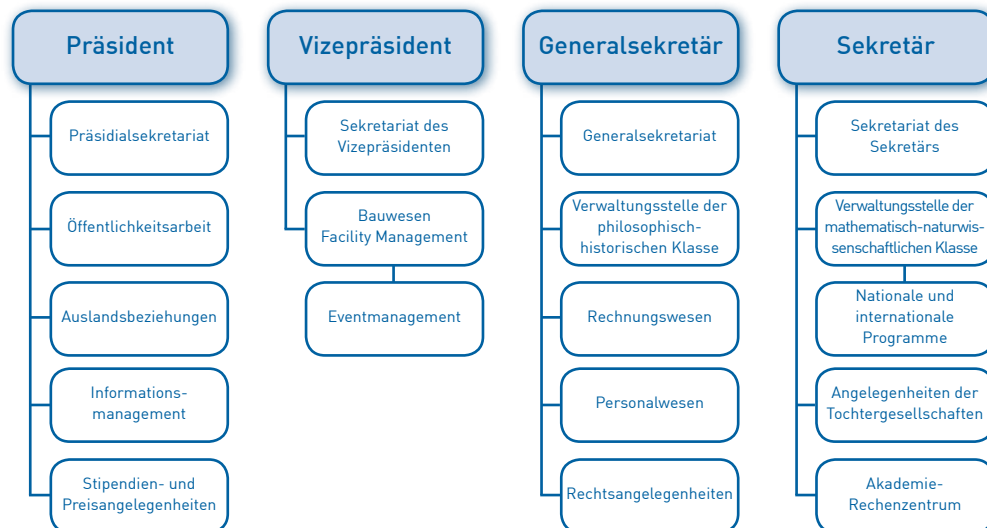 Präsident
Präsidialsekretariat
Öffentlichkeitsarbeit
Auslandsbeziehungen
Informations-
management
Stipendien- und
Preisangelegenheiten
Vizepräsident
Sekretariat des
Vizepräsidenten
Bauwesen
Facility Management
Eventmanagement
Generalsekretär
Generalsekretariat
Verwaltungsstelle der
philosophisch-
historischen Klasse
Rechnungswesen
Personalwesen
Rechtsangelegenheiten
Sekretär
Sekretariat des
Sekretärs
Verwaltungsstelle der
mathematisch-naturwis-
senschaftlichen Klasse
Nationale und
internationale
Programme
Angelegenheiten der
Tochtergesellschaften
Akademie-
Rechenzentrum